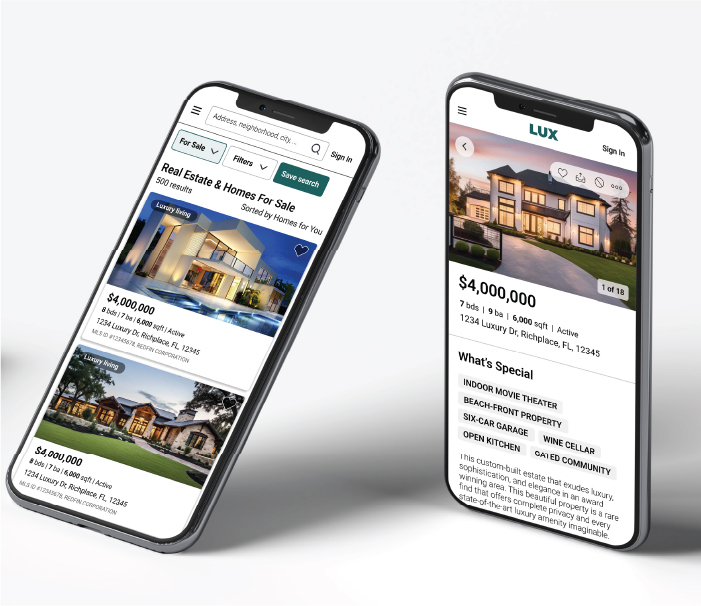 Address, neighborhood, city, ...
Sign In
For Sale
Filters
Save search
Real Estate & Homes For Sale
500 results
Sorted by Homes for You
Luxury living
$4,000,000
8 bds | 7 ba | 6,000 sqft | Active
1234 Luxury Dr, Richplace, FL, 12345
MLS ID #12345678, REDFIN CORPORATION
Luxury living
$4,000,000
8 bds | 7 ba | 6,000 sqft | Active
1234 Luxury Dr, Richplace, FL, 12345
MLS ID #12345678, REDFIN CORPORATION
LUX
Sign In
1 of 18
$4,000,000
7 bds | 9 ba | 6,000 sqft | Active
1234 Luxury Dr, Richplace, FL, 12345
What's Special
INDOOR MOVIE THEATER
BEACH-FRONT PROPERTY
SIX-CAR GARAGE WINE CELLAR
OPEN KITCHEN GATED COMMUNITY
This custom-built estate that exudes luxury,
sophistication, and elegance in an award
winning area. This beautiful property is a rare
find that offers complete privacy and every
state-of-the-art luxury amenity imaginable.